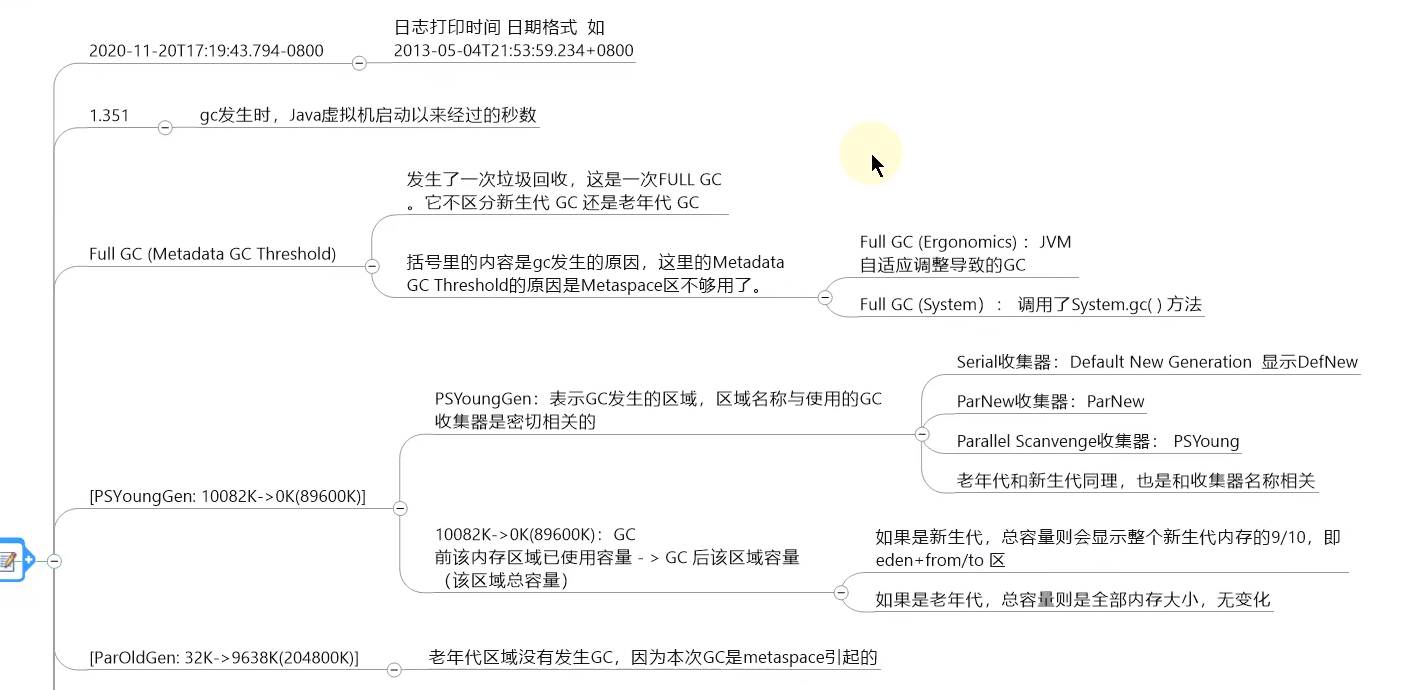 日志打印时间 日期格式 如
2020-11-20T17:19:43.794-0800
2013-05-04T21:53:59.234+0800
1.351
gc发生时，Java虚拟机启动以来经过的秒数
Full GC (Metadata GC Threshold)
发生了一次垃圾回收，这是一次FULL GC
。它不区分新生代 GC 还是老年代 GC
括号里的内容是gc发生的原因，这里的Metadata
GC Threshold的原因是Metaspace区不够用了。
Full GC (Ergonomics) ：JVM
自适应调整导致的GC
Full GC (System) ： 调用了System.gc( ) 方法
[PSYoungGen: 10082K->0K(89600K)]
PSYoungGen：表示GC发生的区域，区域名称与使用的GC
收集器是密切相关的
Serial收集器：Default New Generation 显示DefNew
ParNew收集器：ParNew
Parallel Scanvenge收集器： PSYoung
老年代和新生代同理，也是和收集器名称相关
10082K->0K(89600K)：GC
前该内存区域已使用容量 - > GC 后该区域容量
（该区域总容量）
如果是新生代，总容量则会显示整个新生代内存的9/10，即
eden+from/to 区
如果是老年代，总容量则是全部内存大小，无变化
[ParOldGen: 32K->9638K(204800K)]
老年代区域没有发生GC，因为本次GC是metaspace引起的